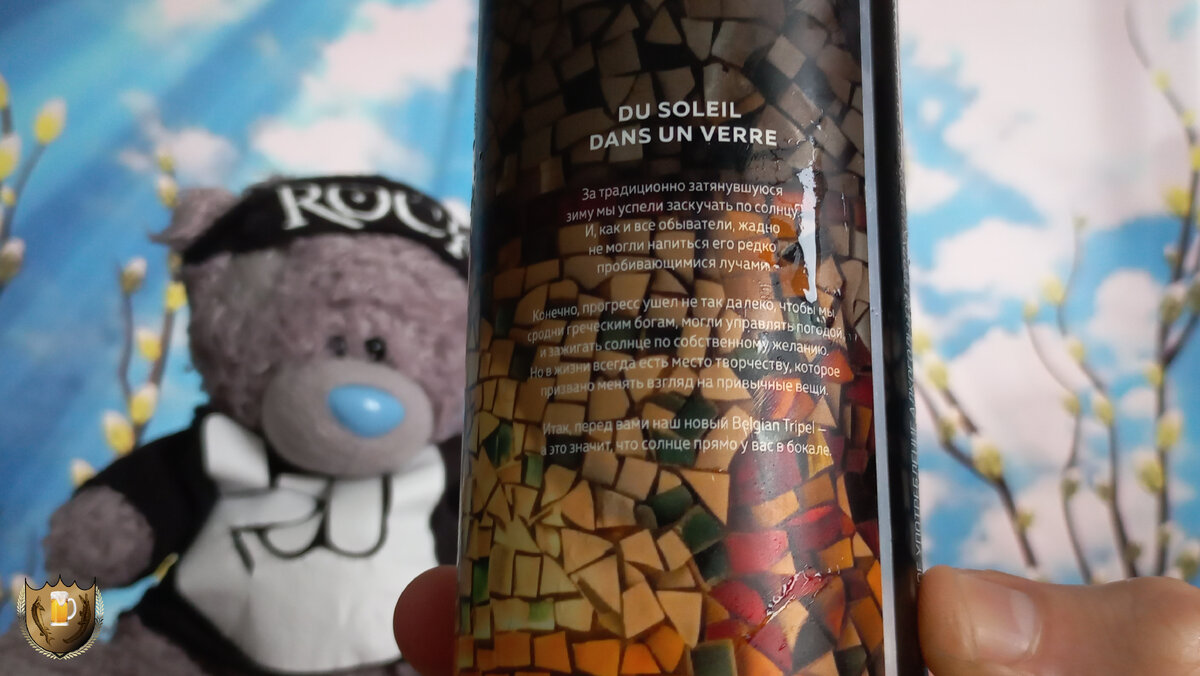 DU SOLEIL
DANS UN VERRE
За традиционно затянувшуюся
зиму мы успели заскучать по солнцу.
И, как и все обыватели, жадно
не могли напиться его редко
пробивающимися лучами.
Конечно, прогресс ушел не так далеко, чтобы мы,
сродни греческим богам, могли управлять погодой
и зажигать солнце по собственному желанию.
Но в жизни всегда есть место творчеству, которое
призвано менять взгляд на привычные вещи.
Итак, перед вами наш новый Belgian Tripel –
а это значит, что солнце прямо у вас в бокале.